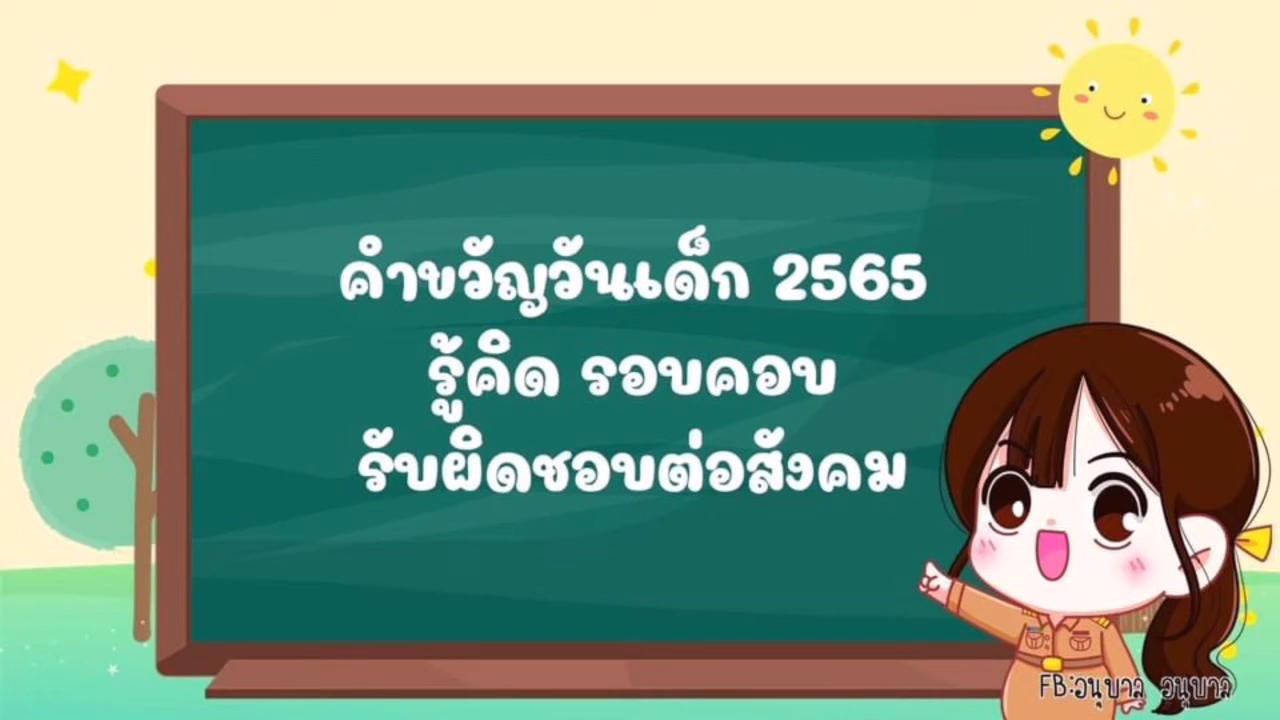 คำขวัญวันเด็ก 2565
รู้คิด รอบคอบ
รับผิดชอบต่อสังคม
FB:อนุบาล อนุบาล